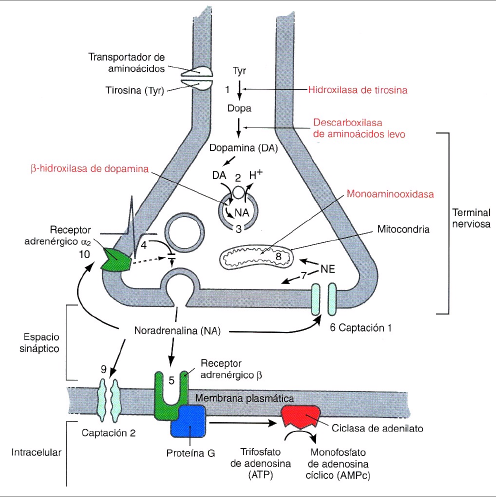 Transportador de
aminoácidos
Tirosina (Tyr)
Tyr
1
Hidroxilasa de tirosina
Dopa
Descarboxilasa
de aminoácidos levo
Dopamina (DA)
β-hidroxilasa de dopamina
DA
2
H+
NA
3
Monoaminooxidasa
Terminal
nerviosa
Receptor
adrenérgico α2
10
4
Mitocondria
8
7
NE
6 Captación 1
Noradrenalina (NA)
Espacio
sináptico
9
5
Receptor
adrenérgico β
Membrana plasmática
Captación 2
Proteína G
Ciclasa de adenilato
Intracelular
Trifosfato
de adenosina
(ATP)
Monofosfato
de adenosina
cíclico (AMPc)